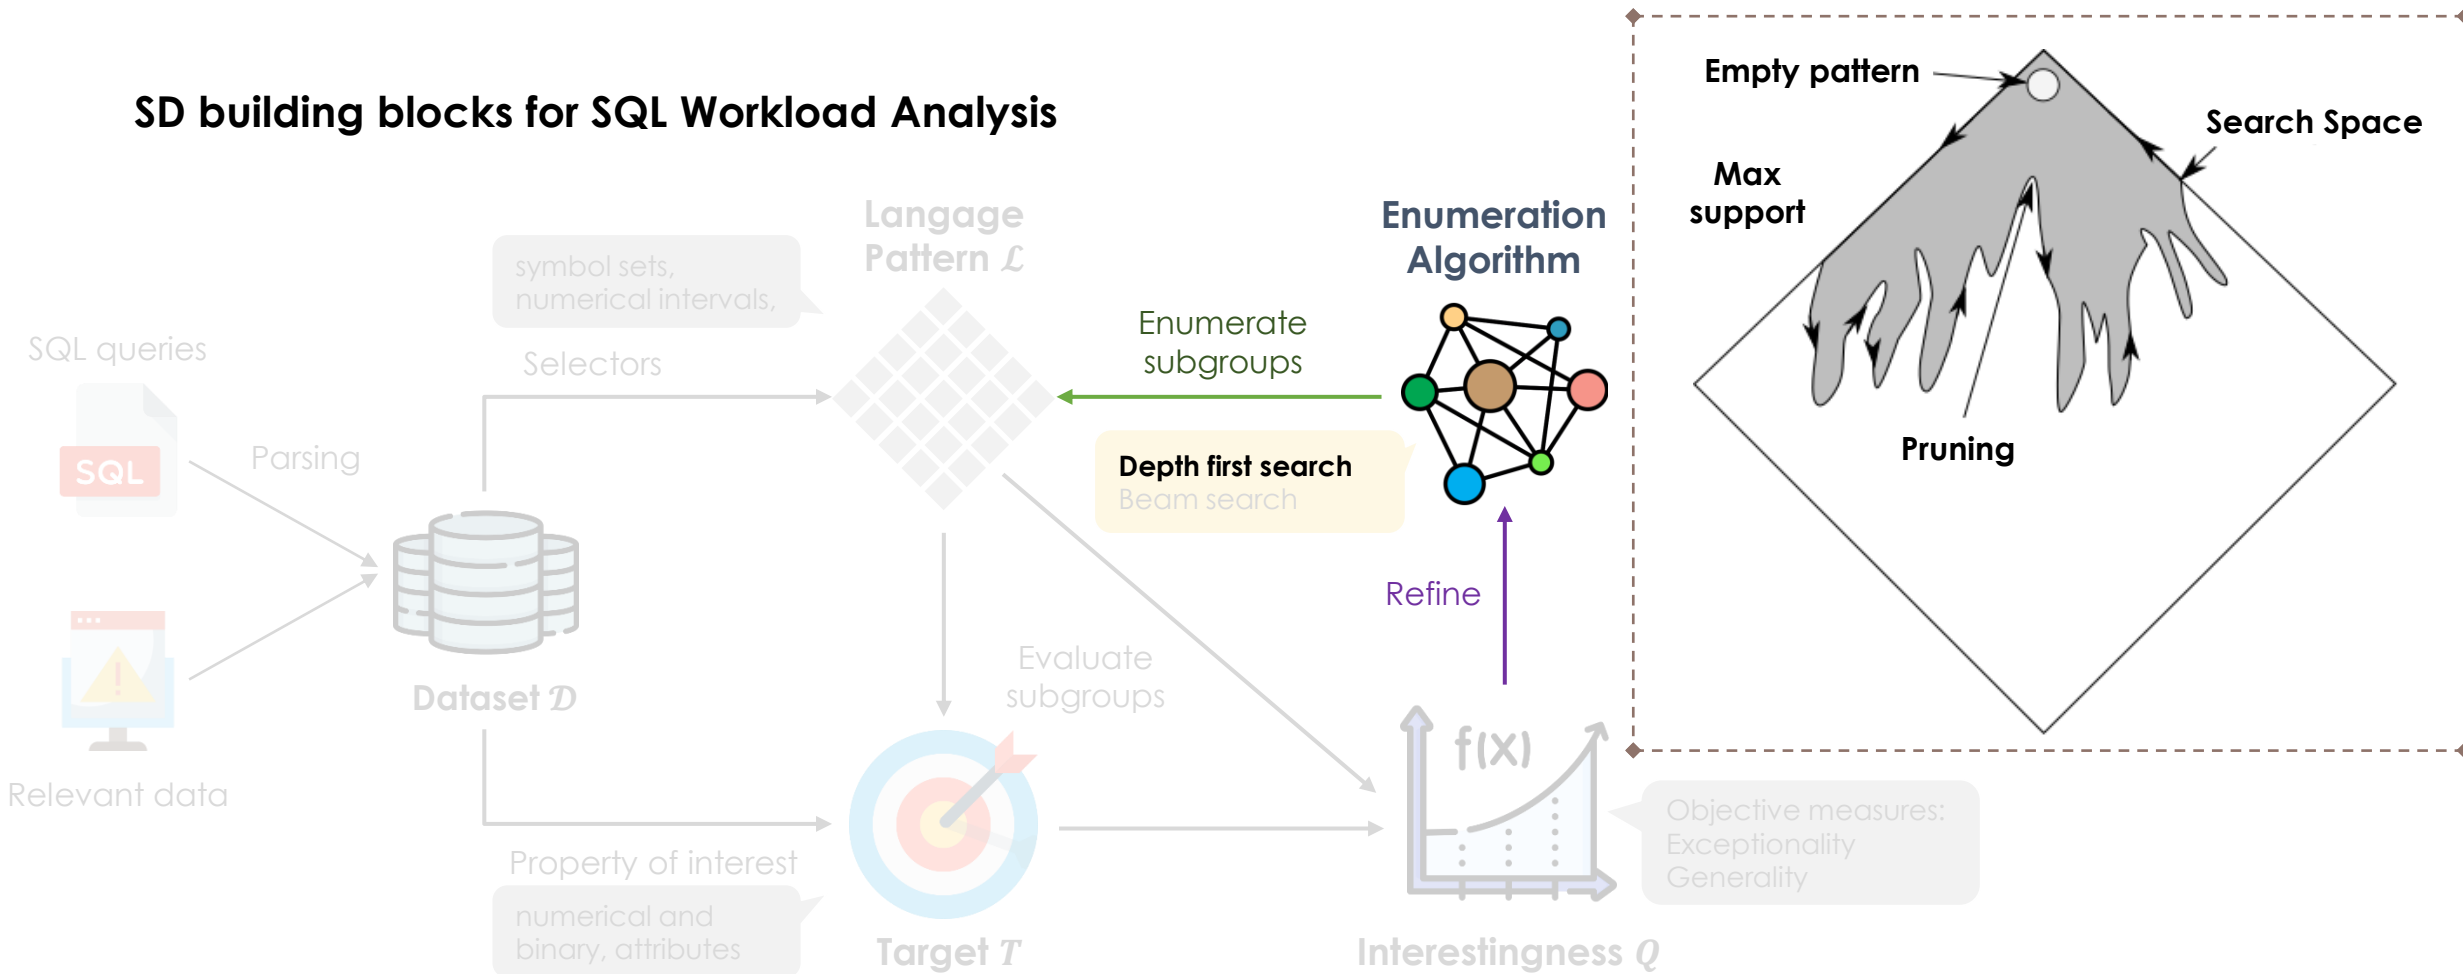 SD building blocks for SQL Workload Analysis
SQL queries
SQL
Parsing
Relevant data
Dataset 𝒟
symbol sets,
numerical intervals,
Selectors
Langage
Pattern ℒ
Property of interest
numerical and
binary, attributes
Target T
Evaluate
subgroups
Enumerate
subgroups
Enumeration
Algorithm
Depth first search
Beam search
Refine
f(x)
Interestingness Q
Objective measures:
Exceptionality
Generality
Empty pattern
Search Space
Max
support
Pruning